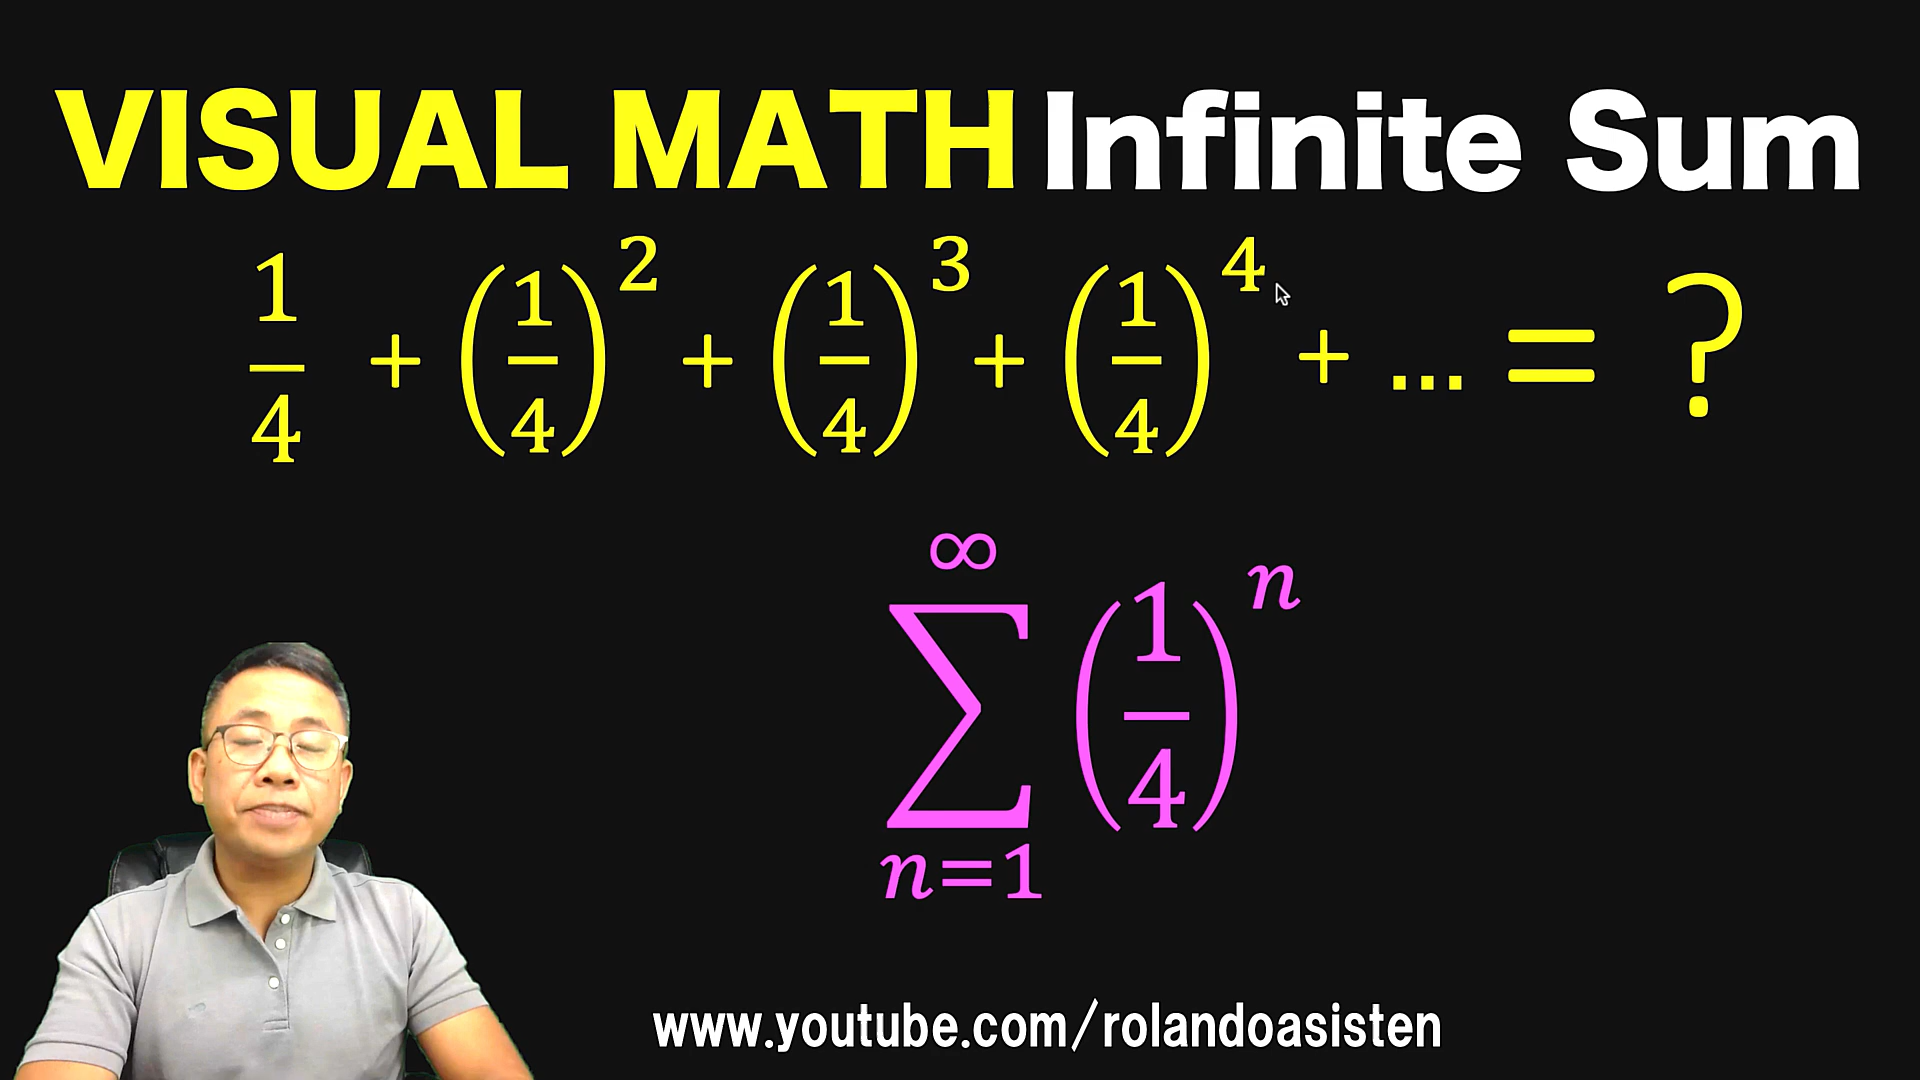 VISUAL MATH Infinite Sum
1/4 + (1/4)^2 + (1/4)^3 + (1/4)^4 + ... = ?
∞
∑ (1/4)^n
n=1
www.youtube.com/rolandoasisten